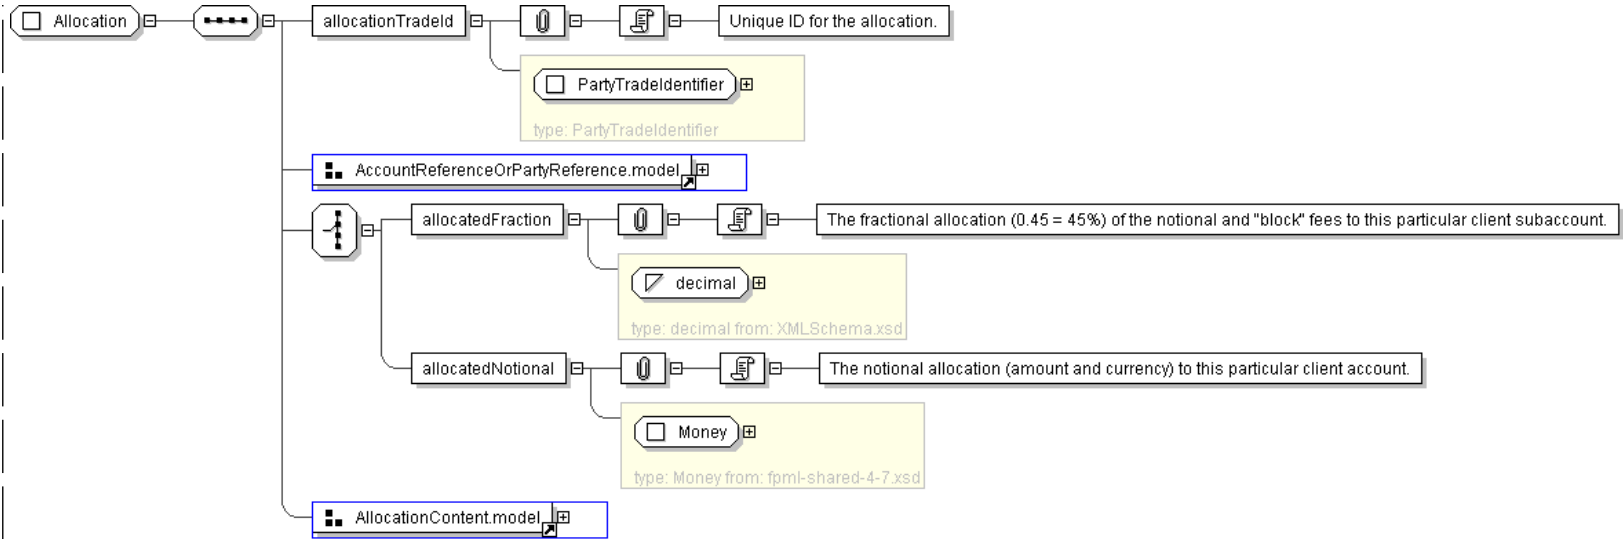 Allocation
allocationTradeId
Unique ID for the allocation.
PartyTradeIdentifier
type: PartyTradeIdentifier
AccountReferenceOrPartyReference.model
allocatedFraction
The fractional allocation (0.45 = 45%) of the notional and "block" fees to this particular client subaccount.
decimal
type: decimal from: XMLSchema.xsd
allocatedNotional
The notional allocation (amount and currency) to this particular client account.
Money
type: Money from: fpml-shared-4-7.xsd
AllocationContent.model